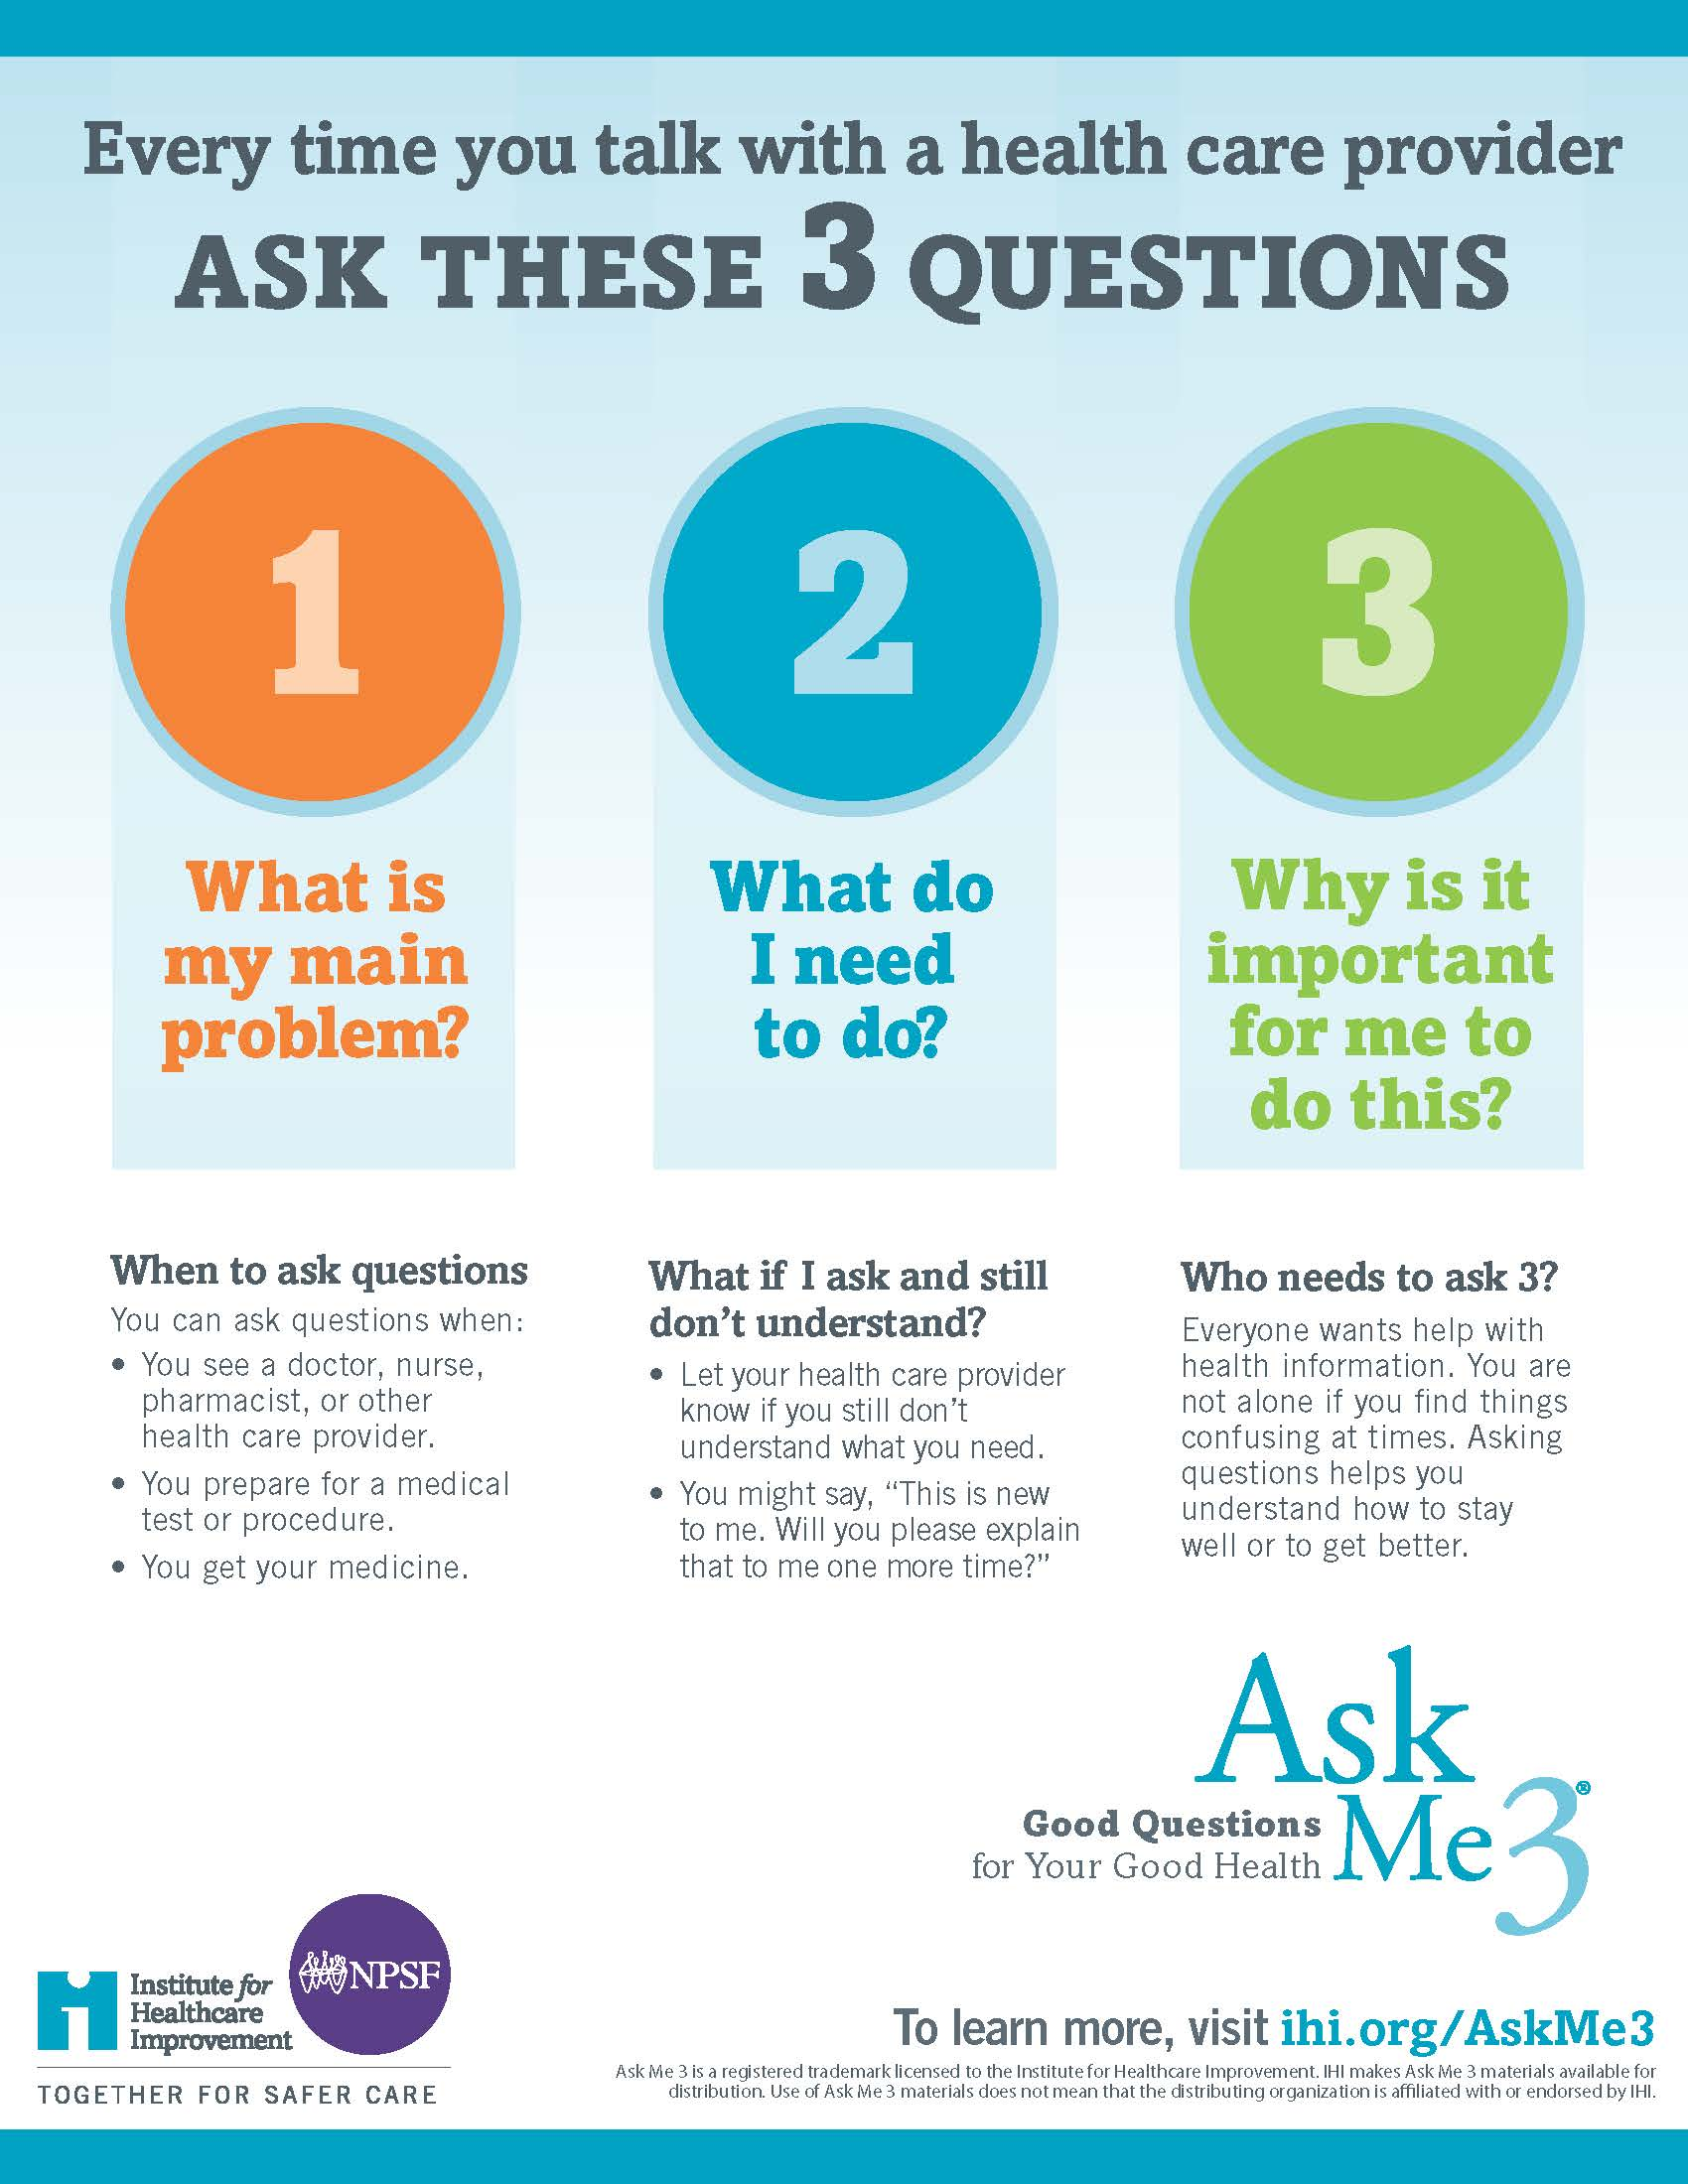 Every time you talk with a health care provider
ASK THESE 3 QUESTIONS
1
What is
my main
problem?
2
What do
I need
to do?
3
Why is it
important
for me to
do this?
When to ask questions
You can ask questions when:
• You see a doctor, nurse,
pharmacist, or other
health care provider.
• You prepare for a medical
test or procedure.
• You get your medicine.
What if I ask and still
don’t understand?
• Let your health care provider
know if you still don’t
understand what you need.
• You might say, “This is new
to me. Will you please explain
that to me one more time?”
Who needs to ask 3?
Everyone wants help with
health information. You are
not alone if you find things
confusing at times. Asking
questions helps you
understand how to stay
well or to get better.
Ask
Me 3®
Good Questions
for Your Good Health
Institute for
Healthcare
Improvement
NPSF
TOGETHER FOR SAFER CARE
To learn more, visit ihi.org/AskMe3
Ask Me 3 is a registered trademark licensed to the Institute for Healthcare Improvement. IHI makes Ask Me 3 materials available for
distribution. Use of Ask Me 3 materials does not mean that the distributing organization is affiliated with or endorsed by IHI.